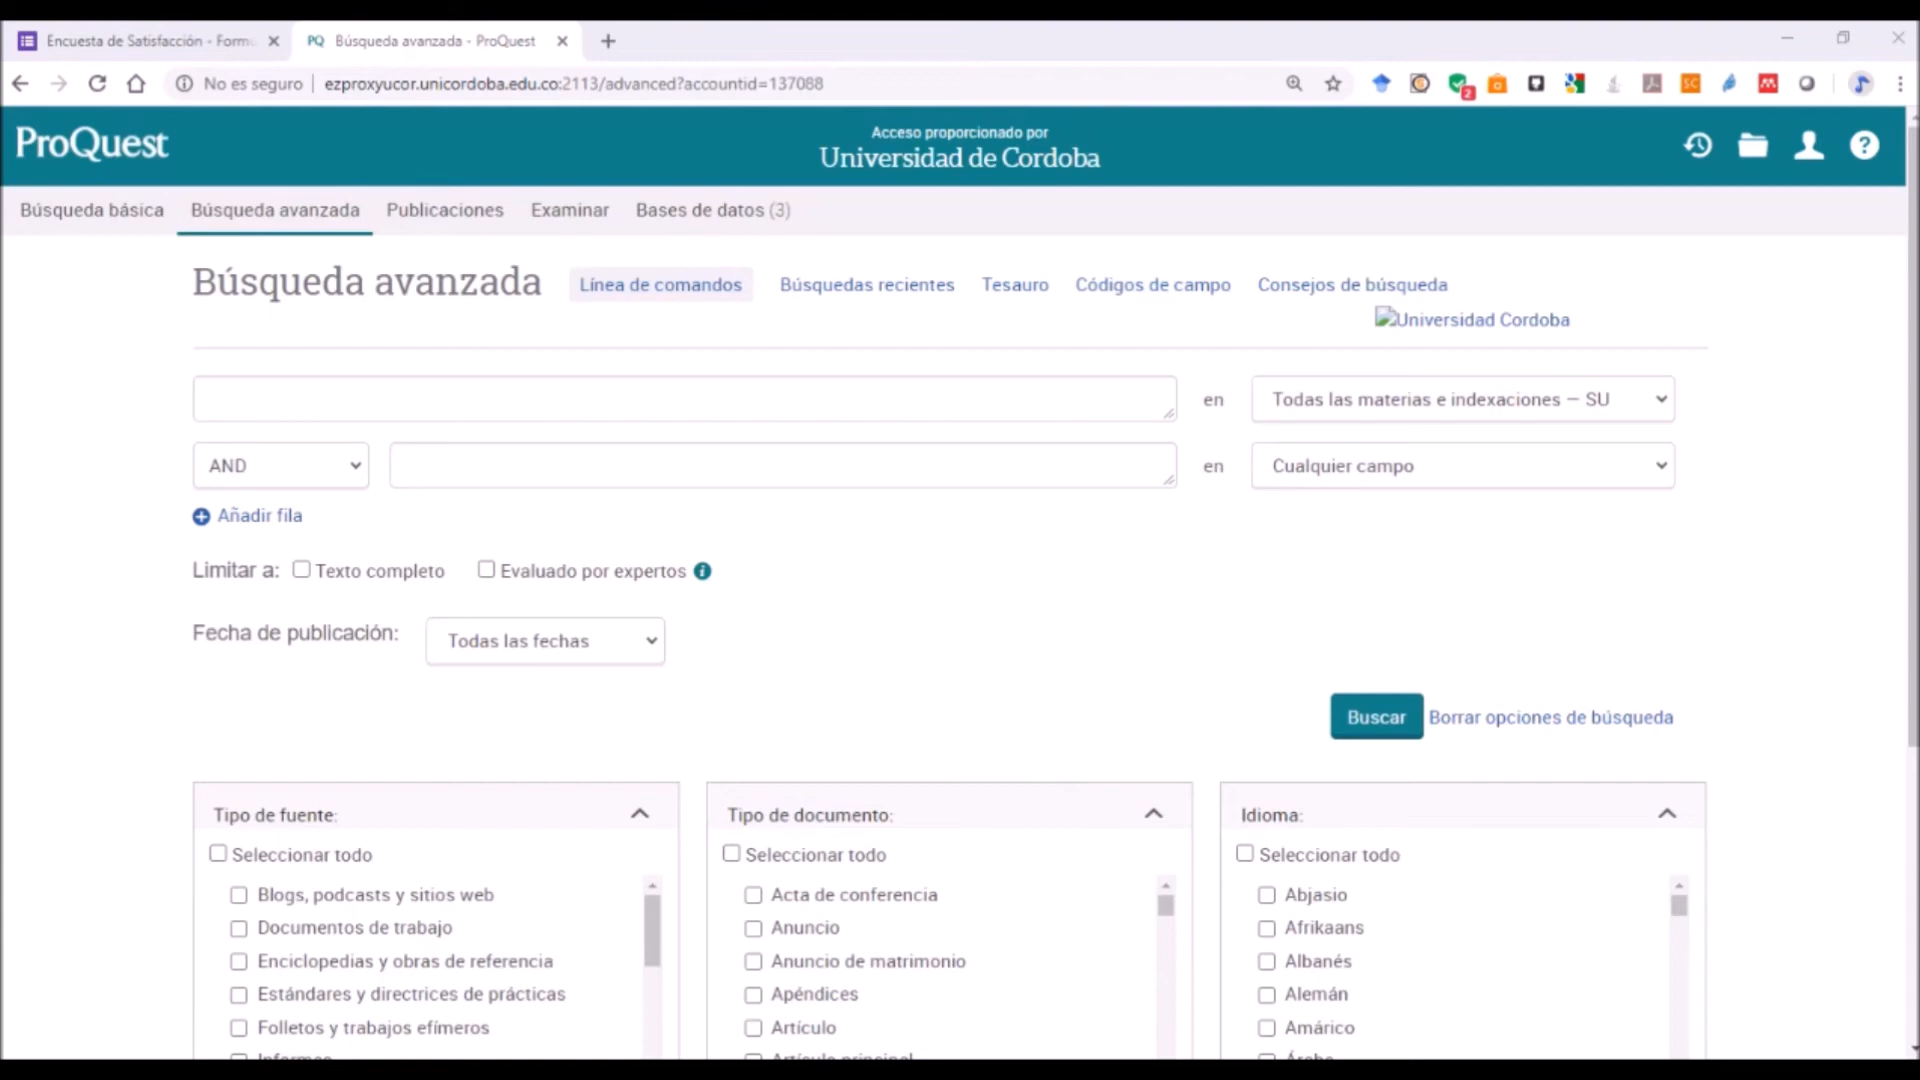 Encuesta de Satisfacción - Form
Búsqueda avanzada - ProQuest
No es seguro
ezproxyucor.unicordoba.edu.co:2113/advanced?accountid=137088
2
SC
ProQuest
Acceso proporcionado por
Universidad de Cordoba
Búsqueda básica
Búsqueda avanzada
Publicaciones
Examinar
Bases de datos (3)
Búsqueda avanzada
Línea de comandos
Búsquedas recientes
Tesauro
Códigos de campo
Consejos de búsqueda
Universidad Cordoba
en
Todas las materias e indexaciones — SU
AND
en
Cualquier campo
Añadir fila
Limitar a:
Texto completo
Evaluado por expertos
Fecha de publicación:
Todas las fechas
Buscar
Borrar opciones de búsqueda
Tipo de fuente:
Seleccionar todo
Blogs, podcasts y sitios web
Documentos de trabajo
Enciclopedias y obras de referencia
Estándares y directrices de prácticas
Folletos y trabajos efímeros
Informes
Tipo de documento:
Seleccionar todo
Acta de conferencia
Anuncio
Anuncio de matrimonio
Apéndices
Artículo
Artículo principal
Idioma:
Seleccionar todo
Abjasio
Afrikaans
Albanés
Alemán
Amárico
Árabe